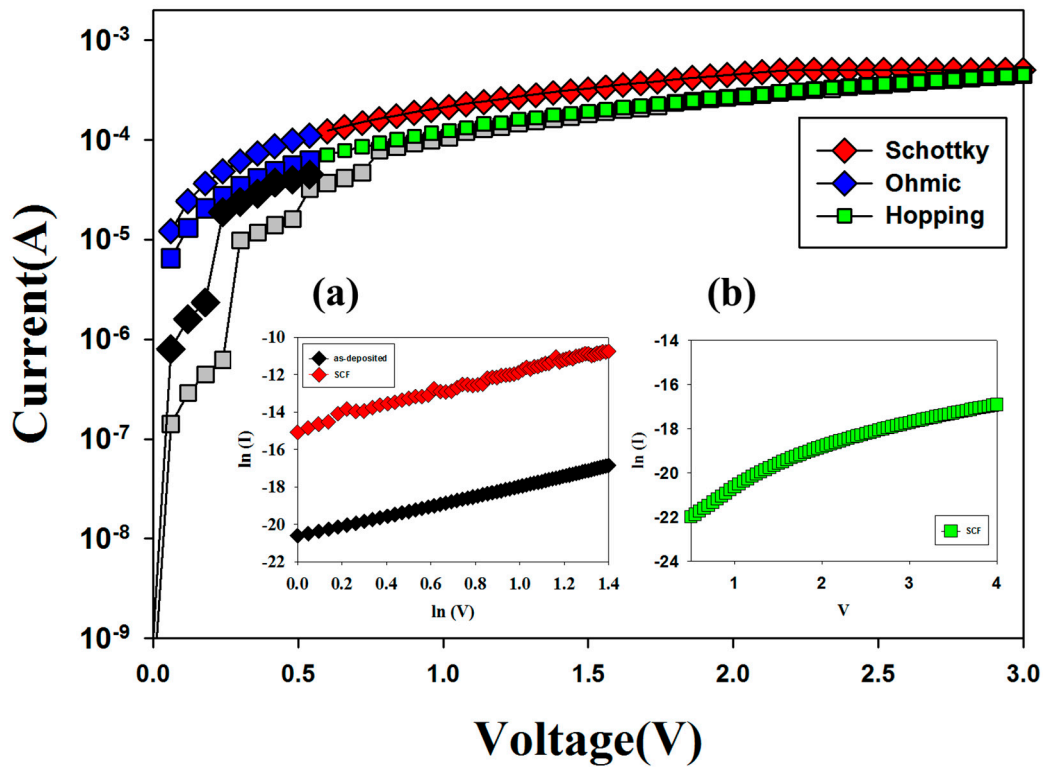 Current(A)
10-3
10-4
10-5
10-6
10-7
10-8
10-9
Schottky
Ohmic
Hopping
(a)
(b)
ln (I)
-10
-12
-14
-16
-18
-20
-22
as-deposited
SCF
0.0 0.2 0.4 0.6 0.8 1.0 1.2 1.4
ln (V)
ln (I)
-14
-16
-18
-20
-22
-24
SCF
1 2 3 4
V
0.0 0.5 1.0 1.5 2.0 2.5 3.0
Voltage(V)